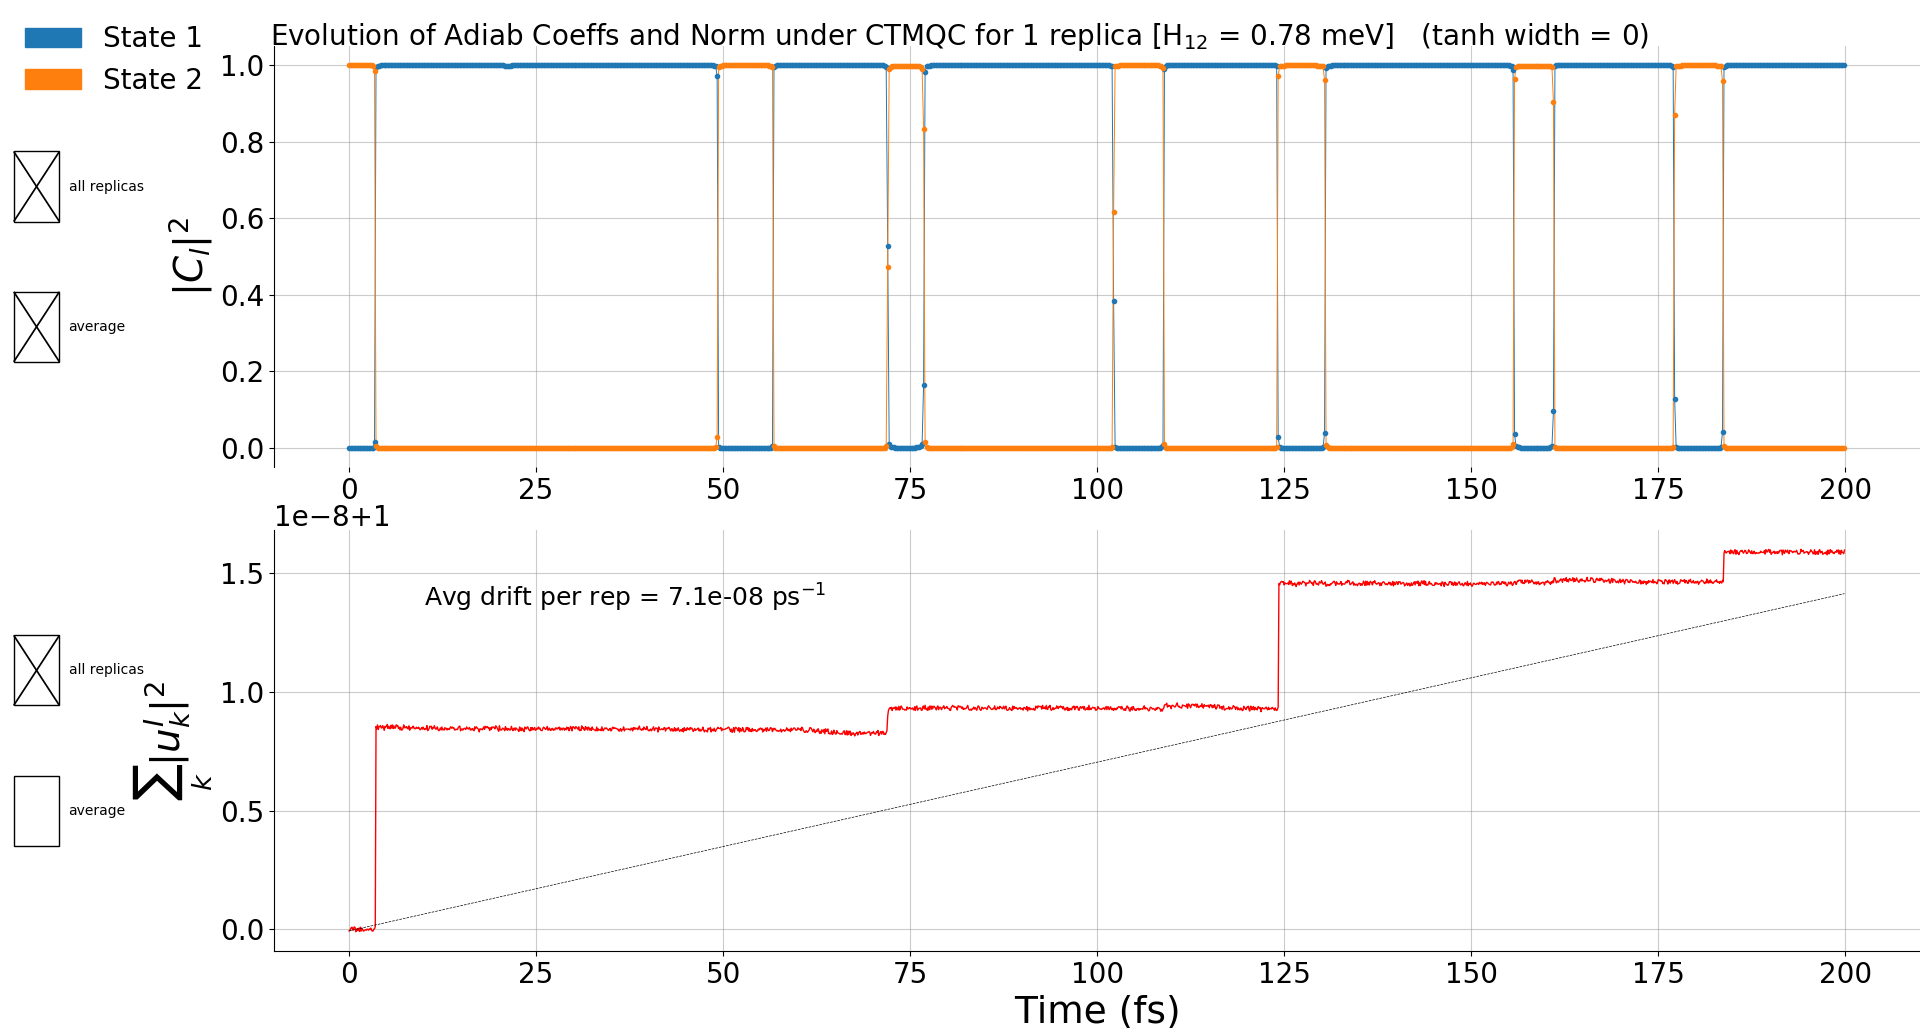 State 1
State 2
Evolution of Adiab Coeffs and Norm under CTMQC for 1 replica [H₁₂ = 0.78 meV]   (tanh width = 0)
all replicas
average
|C_l|²
1.0
0.8
0.6
0.4
0.2
0.0
0 25 50 75 100 125 150 175 200
1e−8+1
Avg drift per rep = 7.1e-08 ps⁻¹
all replicas
average
∑_k |u_k^I|²
1.5
1.0
0.5
0.0
0 25 50 75 100 125 150 175 200
Time (fs)